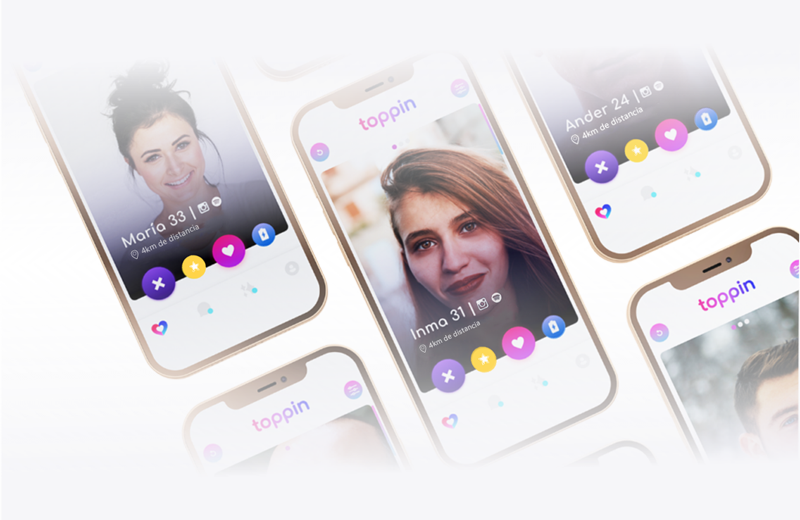 María 33 |
4km de distancia
toppin
Inma 31 |
4km de distancia
Ander 24 |
4km de distancia
toppin
toppin